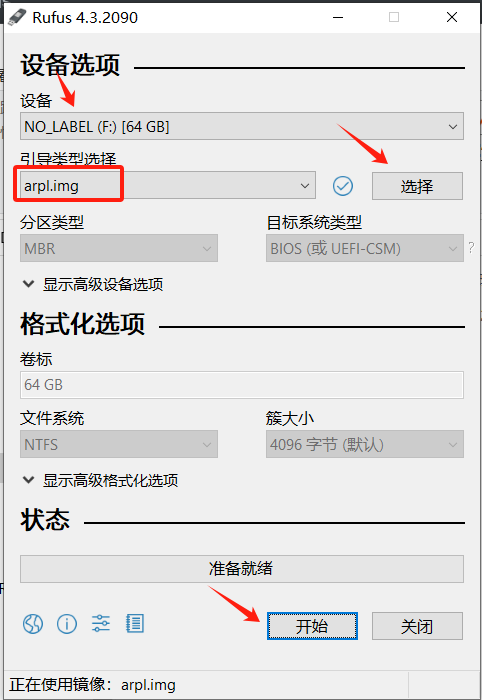 Rufus 4.3.2090
设备选项
设备
NO_LABEL (F:) [64 GB]
引导类型选择
arpl.img
选择
分区类型
目标系统类型
MBR
BIOS (或 UEFI-CSM)
?
显示高级设备选项
格式化选项
卷标
64 GB
文件系统
簇大小
NTFS
4096 字节 (默认)
显示高级格式化选项
状态
准备就绪
开始
关闭
正在使用镜像：arpl.img